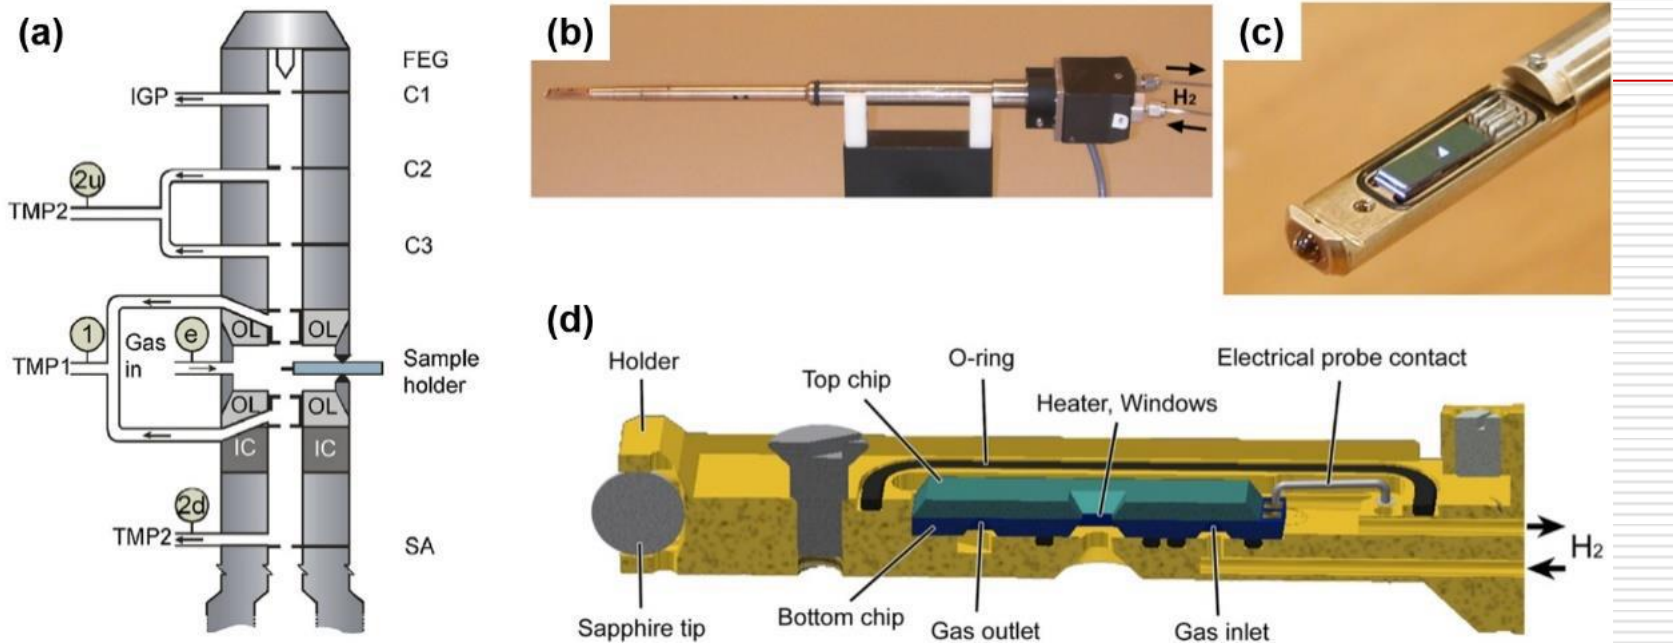 (a)
FEG
IGP
C1
C2
2u
TMP2
C3
OL
OL
1
Gas
in
e
TMP1
Sample
holder
OL
OL
IC
IC
2d
TMP2
SA
(b)
H2
(c)
(d)
Holder
Top chip
O-ring
Electrical probe contact
Heater, Windows
H2
Sapphire tip
Bottom chip
Gas outlet
Gas inlet